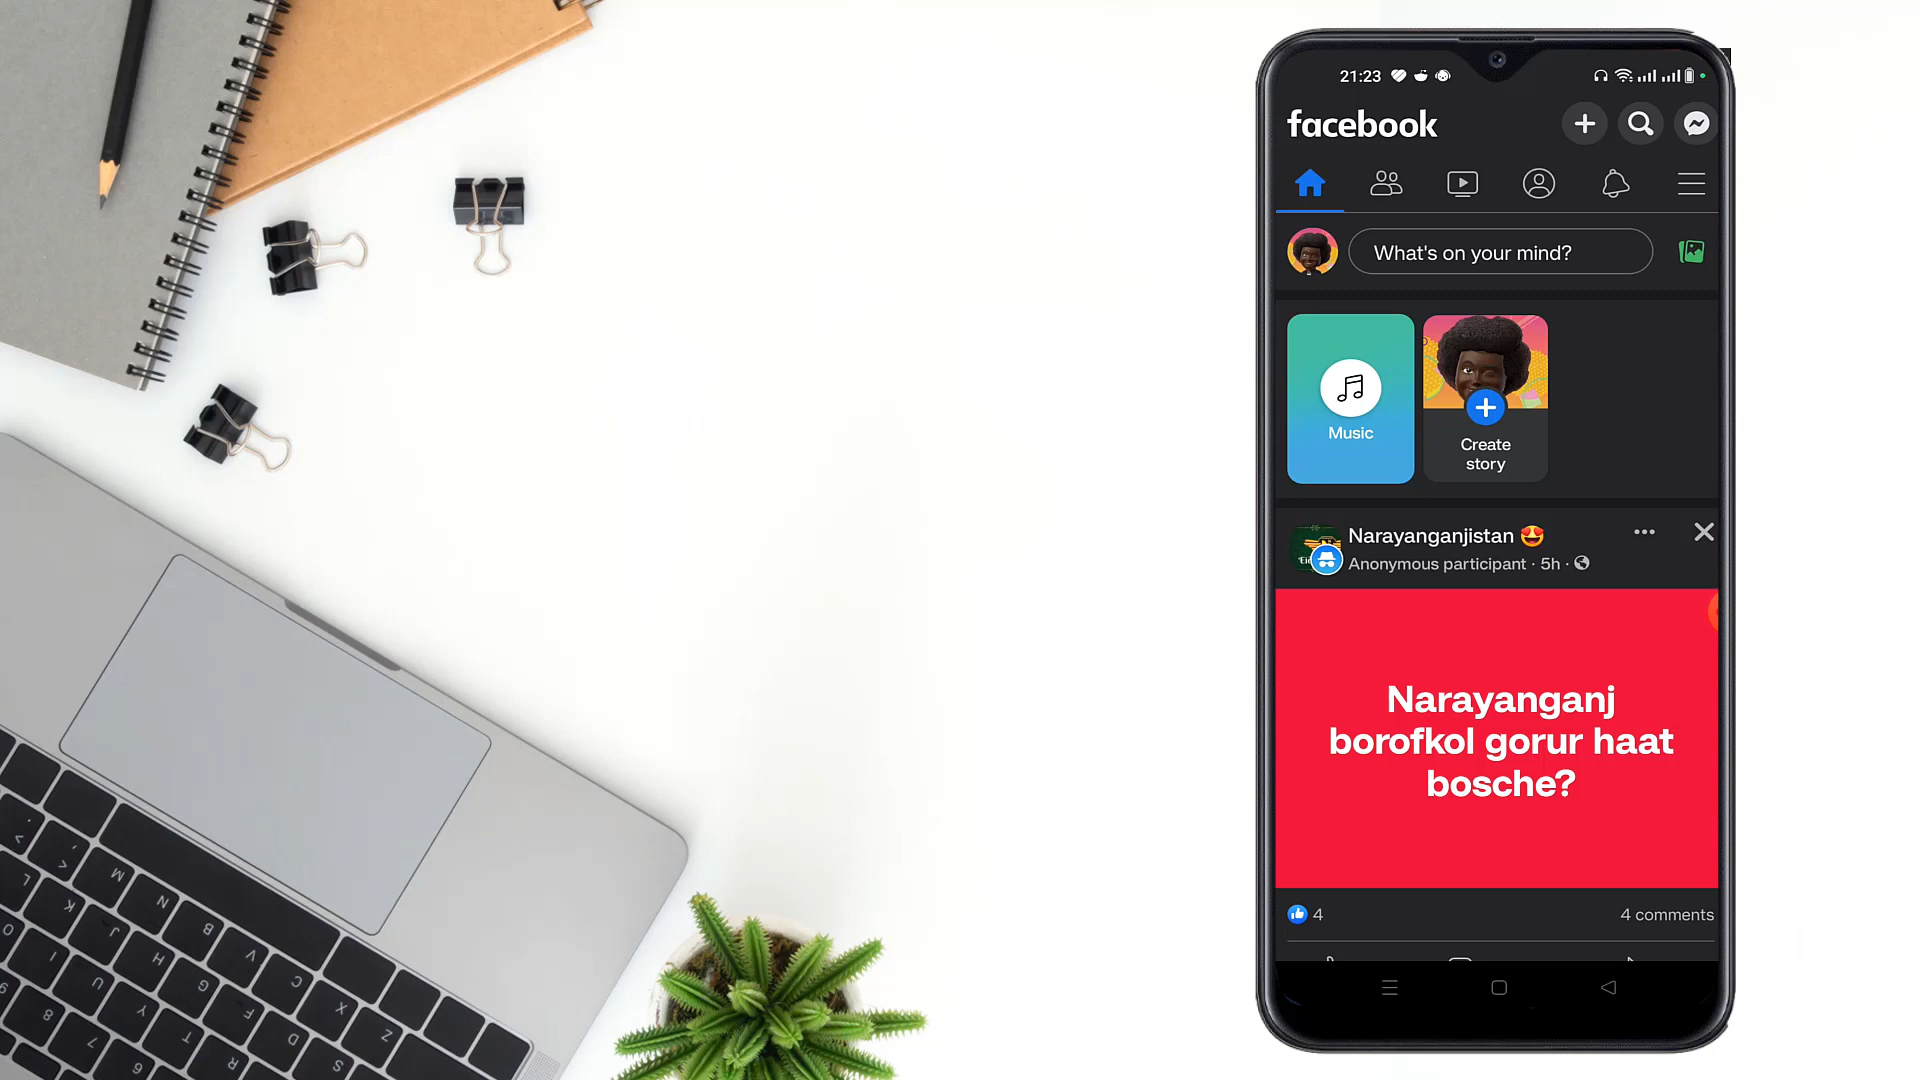 21:23
facebook
What's on your mind?
Music
Create
story
Narayanganjistan 😍
Anonymous participant · 5h ·
Narayanganj
borofkol gorur haat
bosche?
4
4 comments